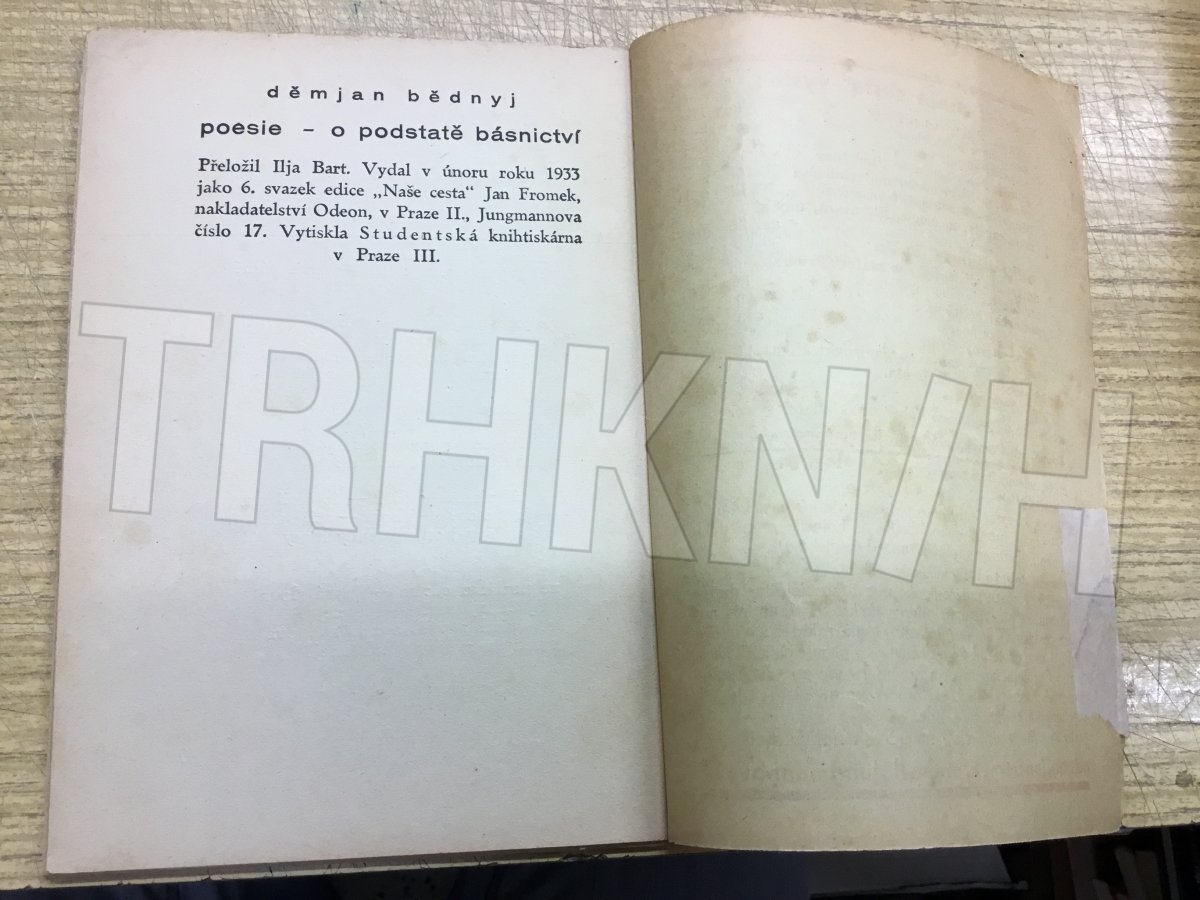 děmjan bědnyj
poesie – o podstatě básnictví
Přeložil Ilja Bart. Vydal v únoru roku 1933
jako 6. svazek edice „Naše cesta“ Jan Fromek,
nakladatelství Odeon, v Praze II., Jungmannova
číslo 17. Vytiskla Studentská knihtiskárna
v Praze III.
TRHKNIH